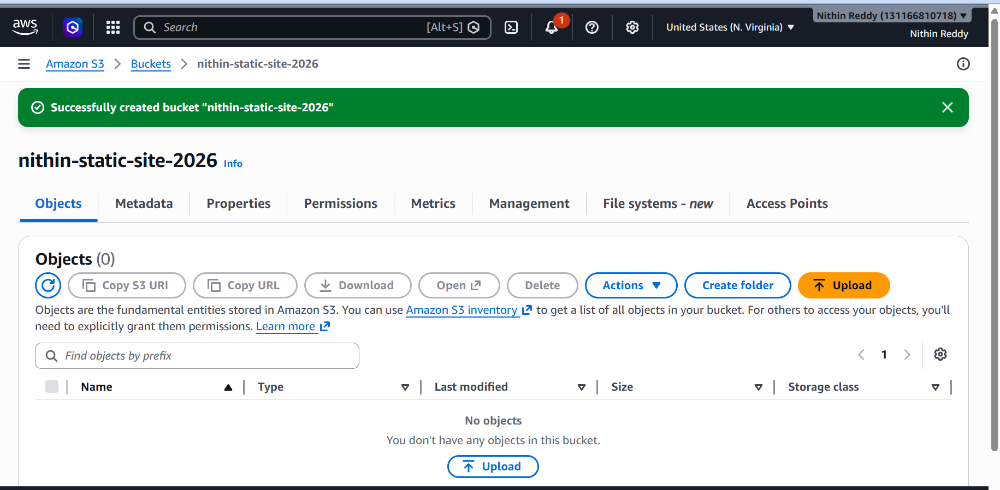 aws Search [Alt+S] 1 United States (N. Virginia) Nithin Reddy (131166810718)
Nithin Reddy
Amazon S3 Buckets nithin-static-site-2026
Successfully created bucket "nithin-static-site-2026"
nithin-static-site-2026 Info
Objects Metadata Properties Permissions Metrics Management File systems - new Access Points
Objects (0)
Copy S3 URI Copy URL Download Open Delete Actions Create folder Upload
Objects are the fundamental entities stored in Amazon S3. You can use Amazon S3 inventory to get a list of all objects in your bucket. For others to access your objects, you'll
need to explicitly grant them permissions. Learn more
Find objects by prefix 1
Name Type Last modified Size Storage class
No objects
You don't have any objects in this bucket.
Upload